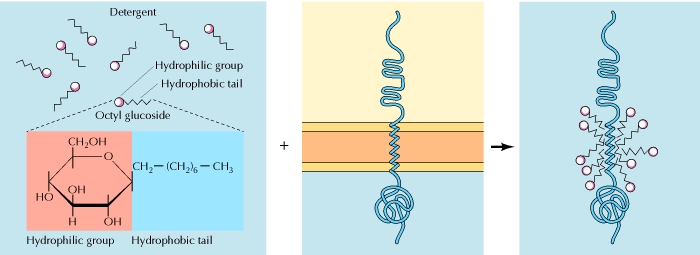 Detergent
Hydrophilic group
Hydrophobic tail
Octyl glucoside
CH₂OH
O
CH₂—(CH₂)₆—CH₃
HO
OH
H
OH
Hydrophilic group
Hydrophobic tail
+